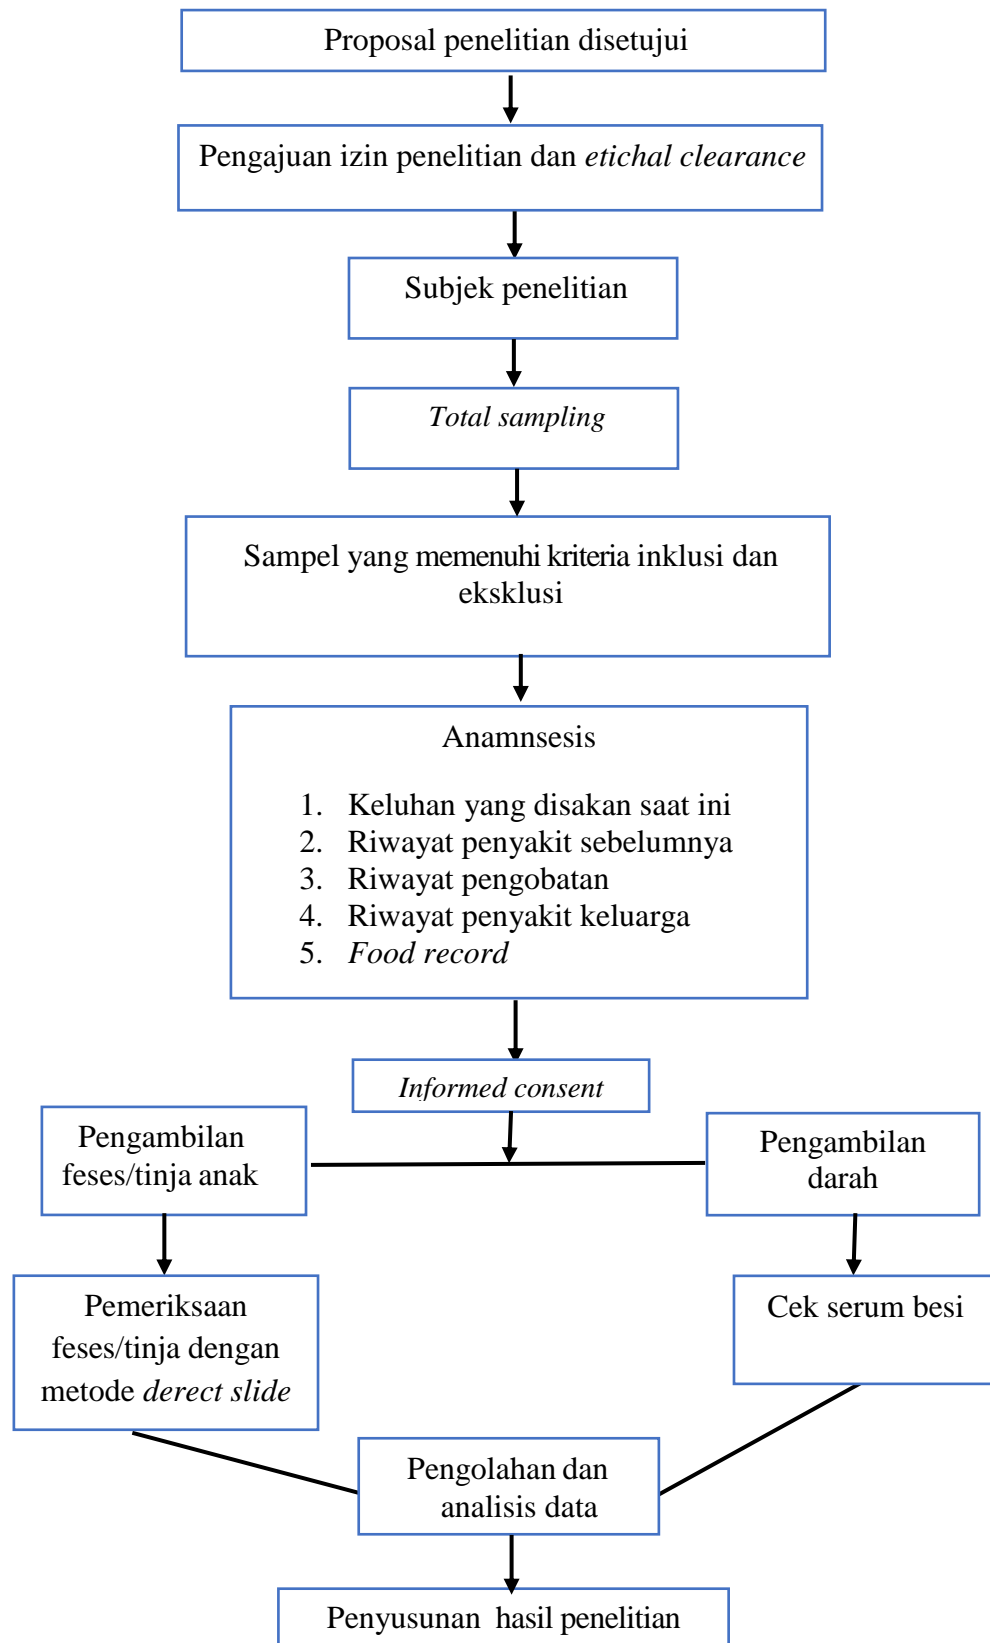 Proposal penelitian disetujui
Pengajuan izin penelitian dan etichal clearance
Subjek penelitian
Total sampling
Sampel yang memenuhi kriteria inklusi dan
eksklusi
Anamnsesis
1. Keluhan yang disakan saat ini
2. Riwayat penyakit sebelumnya
3. Riwayat pengobatan
4. Riwayat penyakit keluarga
5. Food record
Informed consent
Pengambilan
feses/tinja anak
Pengambilan
darah
Pemeriksaan
feses/tinja dengan
metode derect slide
Cek serum besi
Pengolahan dan
analisis data
Penyusunan hasil penelitian